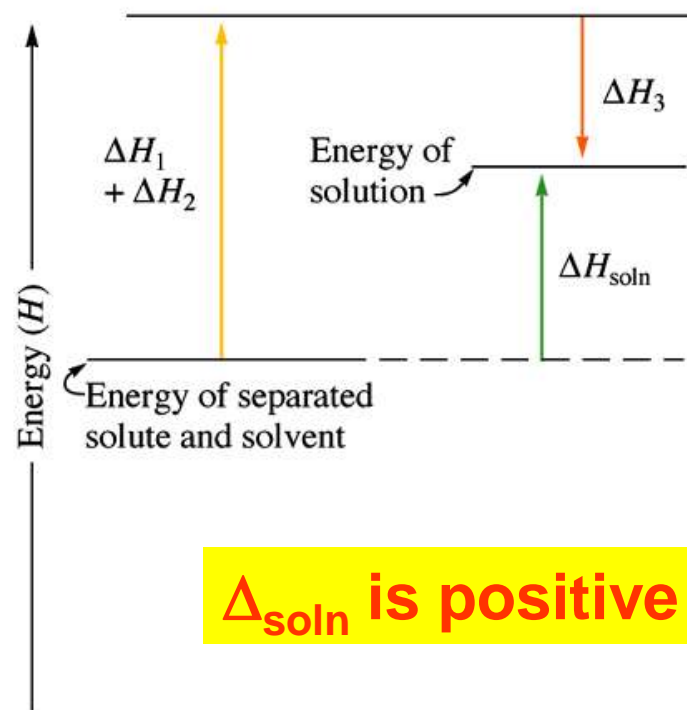 ΔH₃
ΔH₁
+ ΔH₂
Energy of
solution
ΔHsoln
Energy (H)
Energy of separated
solute and solvent
Δsoln is positive